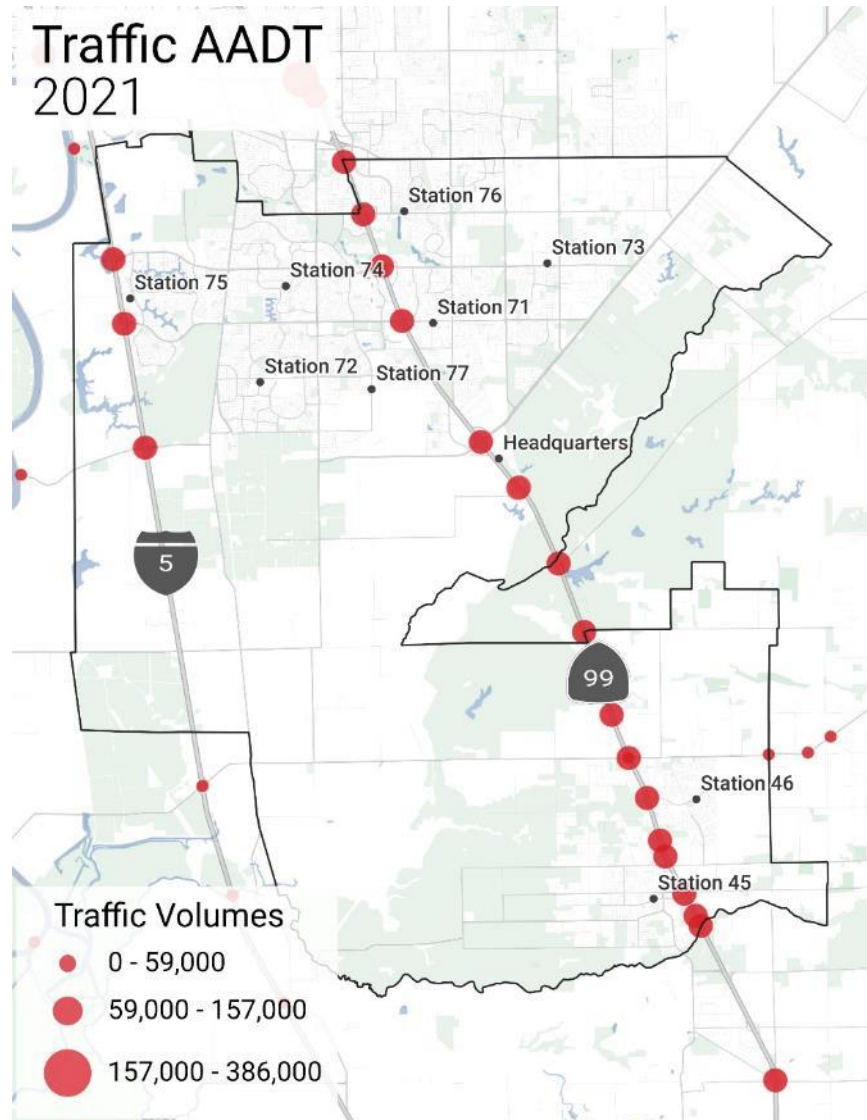 Traffic AADT
2021
Station 76
Station 73
Station 74
Station 75
Station 71
Station 72
Station 77
Headquarters
5
99
Station 46
Station 45
Traffic Volumes
0 - 59,000
59,000 - 157,000
157,000 - 386,000